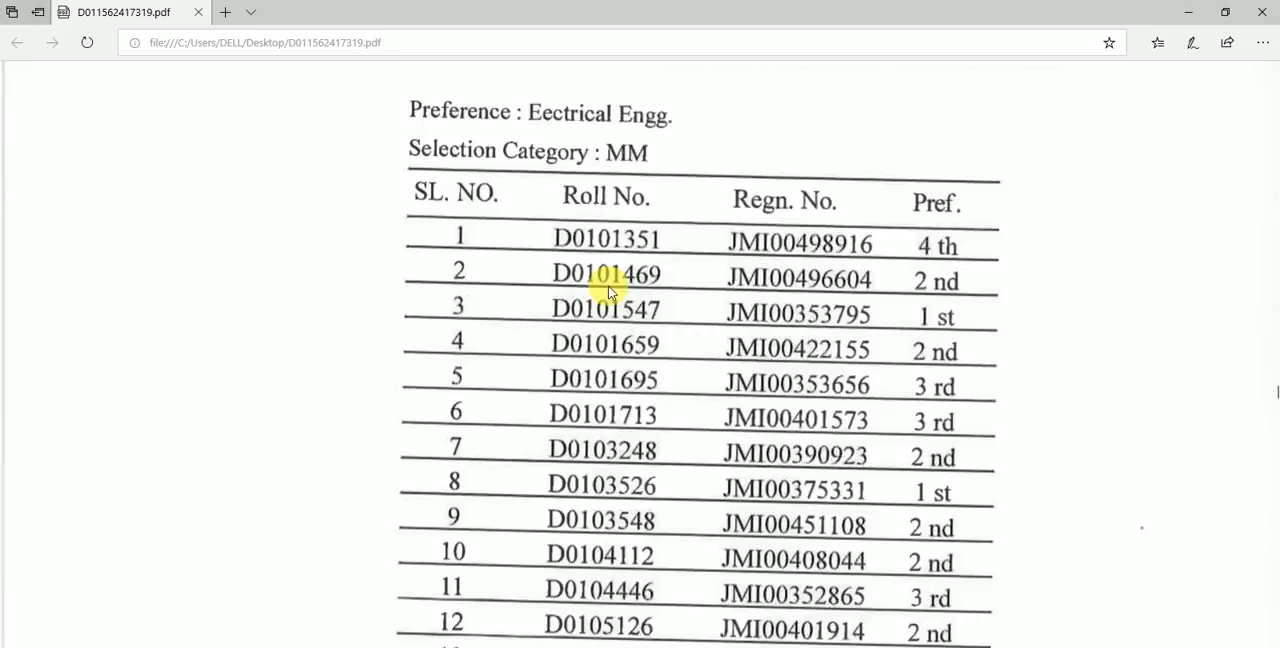 D011562417319.pdf
file:///C:/Users/DELL/Desktop/D011562417319.pdf
Preference : Eectrical Engg.
Selection Category : MM
SL. NO. Roll No. Regn. No. Pref.
1 D0101351 JMI00498916 4 th
2 D0101469 JMI00496604 2 nd
3 D0101547 JMI00353795 1 st
4 D0101659 JMI00422155 2 nd
5 D0101695 JMI00353656 3 rd
6 D0101713 JMI00401573 3 rd
7 D0103248 JMI00390923 2 nd
8 D0103526 JMI00375331 1 st
9 D0103548 JMI00451108 2 nd
10 D0104112 JMI00408044 2 nd
11 D0104446 JMI00352865 3 rd
12 D0105126 JMI00401914 2 nd